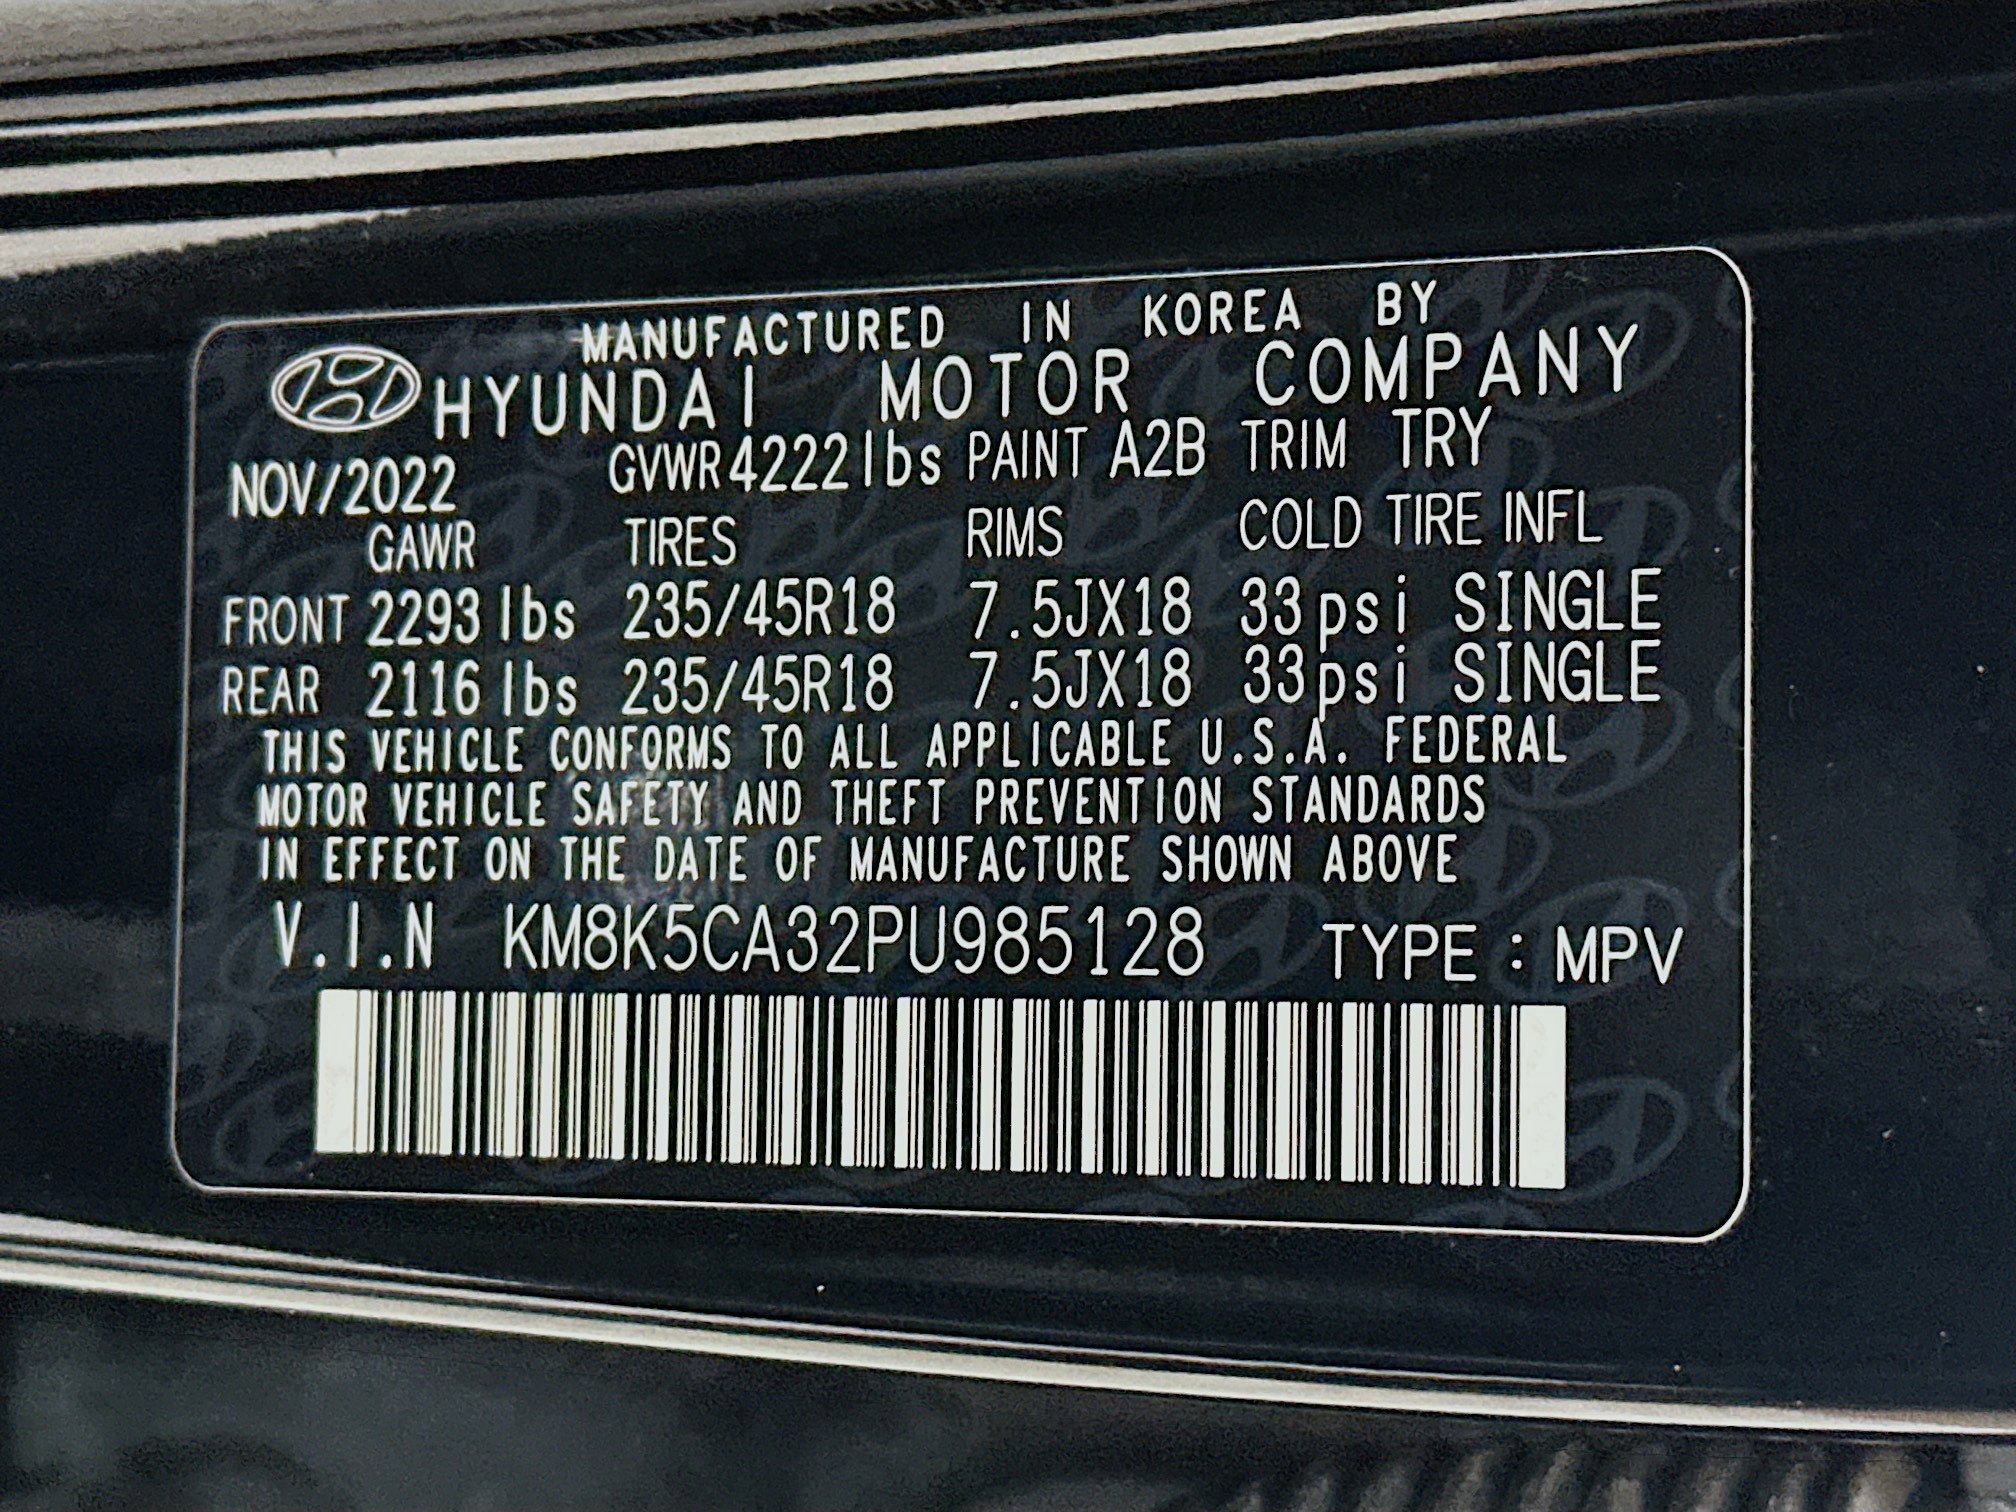 MANUFACTURED IN KOREA BY
HYUNDAI MOTOR COMPANY
NOV/2022 GVWR 4222 lbs PAINT A2B TRIM TRY
GAWR TIRES RIMS COLD TIRE INFL
FRONT 2293 lbs 235/45R18 7.5JX18 33psi SINGLE
REAR 2116 lbs 235/45R18 7.5JX18 33psi SINGLE
THIS VEHICLE CONFORMS TO ALL APPLICABLE U.S.A. FEDERAL
MOTOR VEHICLE SAFETY AND THEFT PREVENTION STANDARDS
IN EFFECT ON THE DATE OF MANUFACTURE SHOWN ABOVE
V.I.N KM8K5CA32PU985128 TYPE : MPV